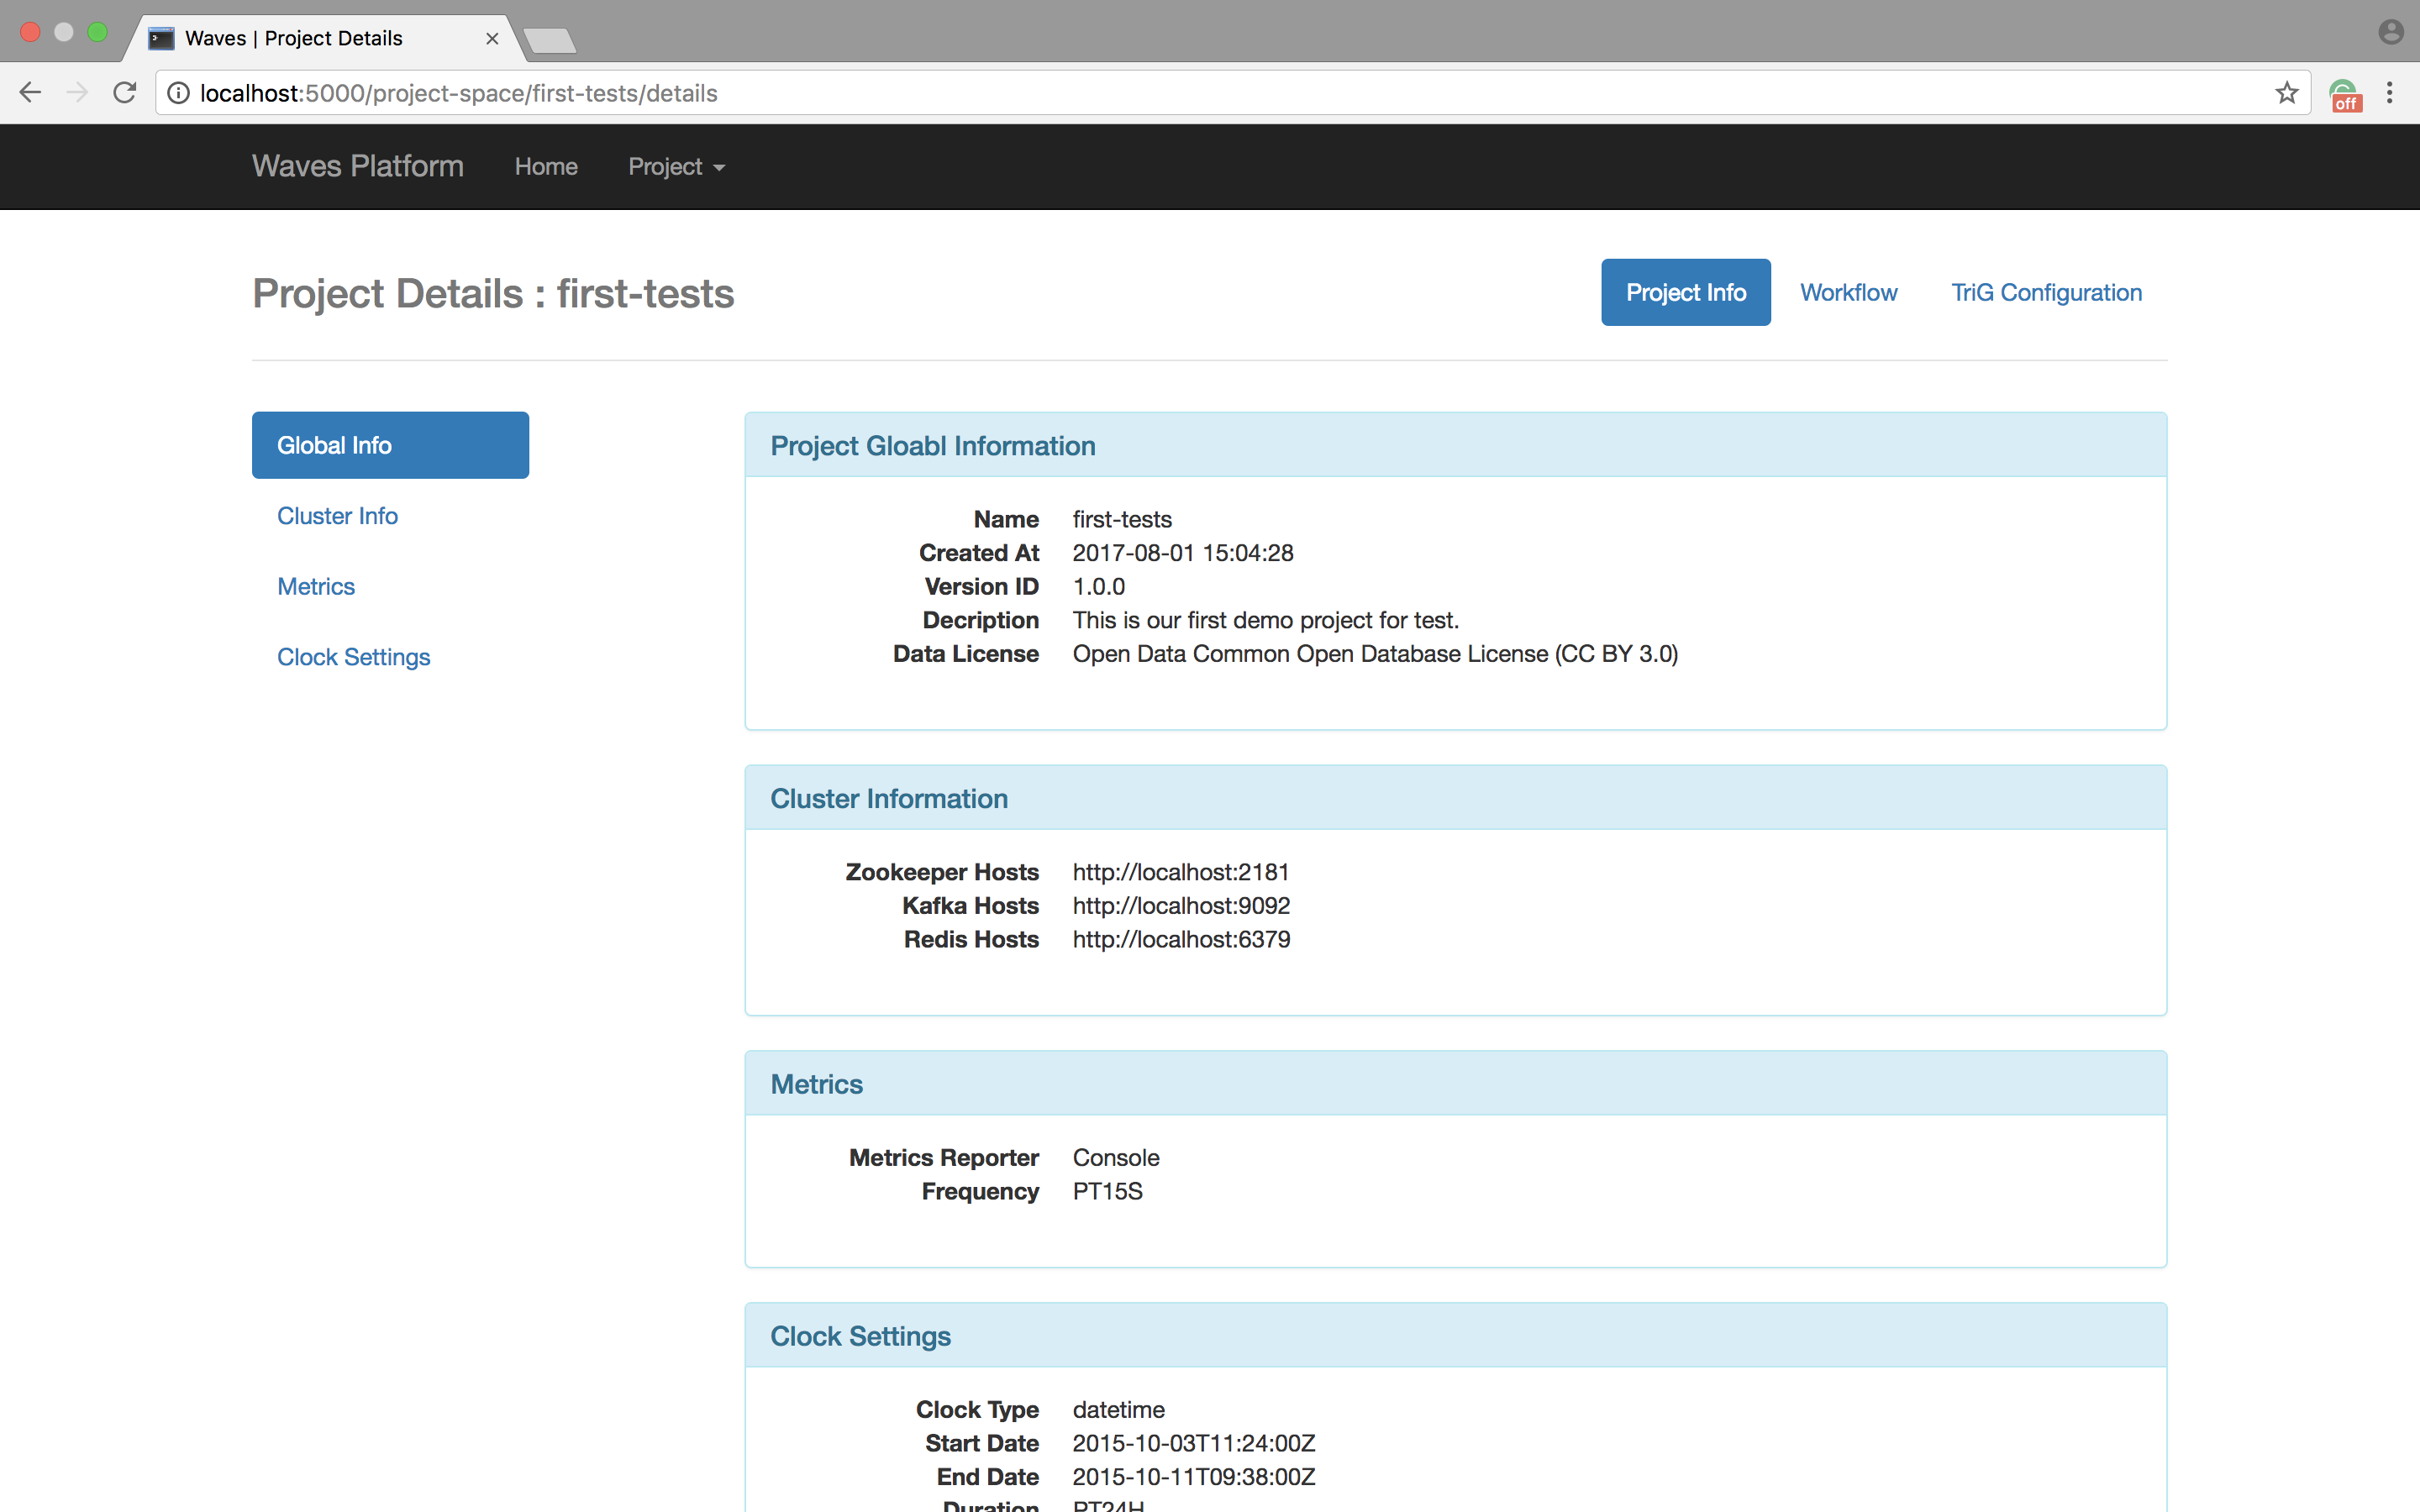 Waves | Project Details
localhost:5000/project-space/first-tests/details
off
Waves Platform Home Project
Project Details : first-tests
Project Info Workflow TriG Configuration
Global Info
Cluster Info
Metrics
Clock Settings
Project Gloabl Information
Name first-tests
Created At 2017-08-01 15:04:28
Version ID 1.0.0
Decription This is our first demo project for test.
Data License Open Data Common Open Database License (CC BY 3.0)
Cluster Information
Zookeeper Hosts http://localhost:2181
Kafka Hosts http://localhost:9092
Redis Hosts http://localhost:6379
Metrics
Metrics Reporter Console
Frequency PT15S
Clock Settings
Clock Type datetime
Start Date 2015-10-03T11:24:00Z
End Date 2015-10-11T09:38:00Z
Duration PT24H